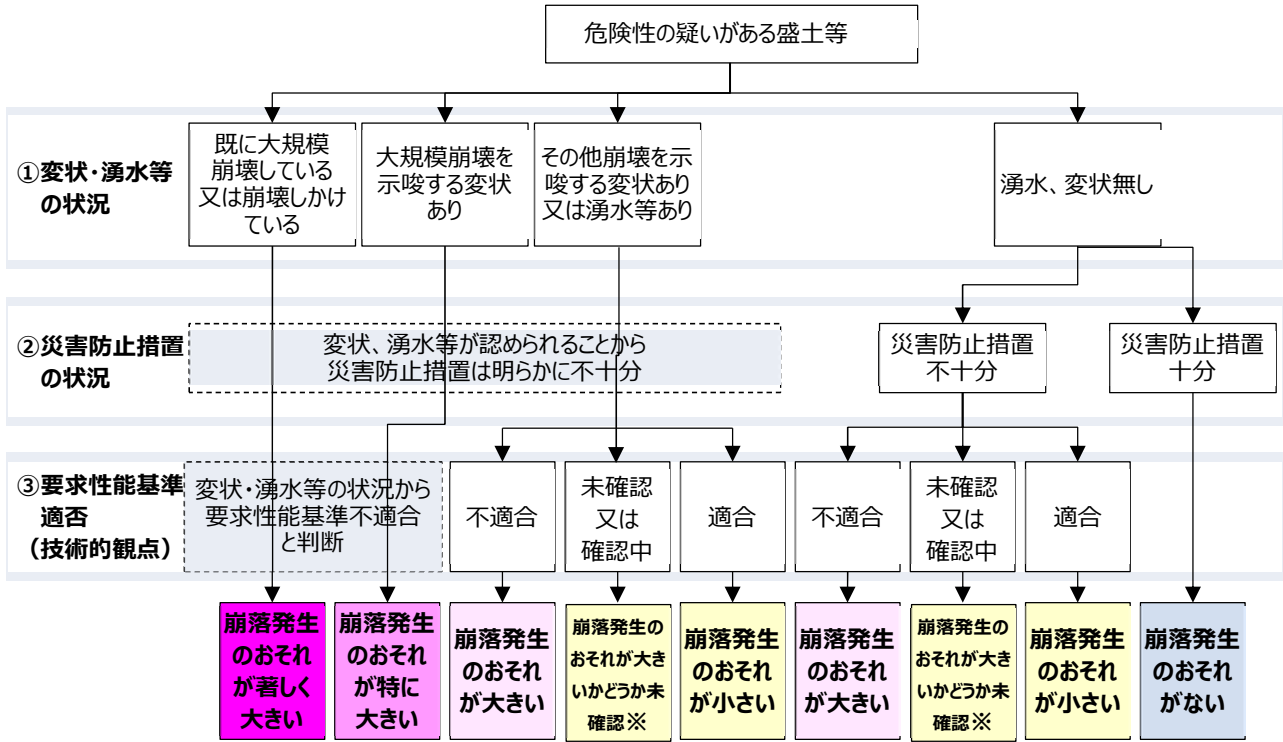 危険性の疑いがある盛土等
①変状・湧水等
の状況
既に大規模
崩壊している
又は崩壊しかけ
ている
大規模崩壊を
示唆する変状
あり
その他崩壊を示
唆する変状あり
又は湧水等あり
湧水、変状無し
②災害防止措置
の状況
変状、湧水等が認められることから
災害防止措置は明らかに不十分
災害防止措置
不十分
災害防止措置
十分
③要求性能基準
適否
（技術的観点）
変状・湧水等の状況から
要求性能基準不適合
と判断
不適合
未確認
又は
確認中
適合
不適合
未確認
又は
確認中
適合
崩落発生
のおそれ
が著しく
大きい
崩落発生
のおそれ
が特に
大きい
崩落発生
のおそれ
が大きい
崩落発生の
おそれが大き
いかどうか未
確認※
崩落発生
のおそれ
が小さい
崩落発生
のおそれ
が大きい
崩落発生の
おそれが大き
いかどうか未
確認※
崩落発生
のおそれ
が小さい
崩落発生
のおそれ
がない